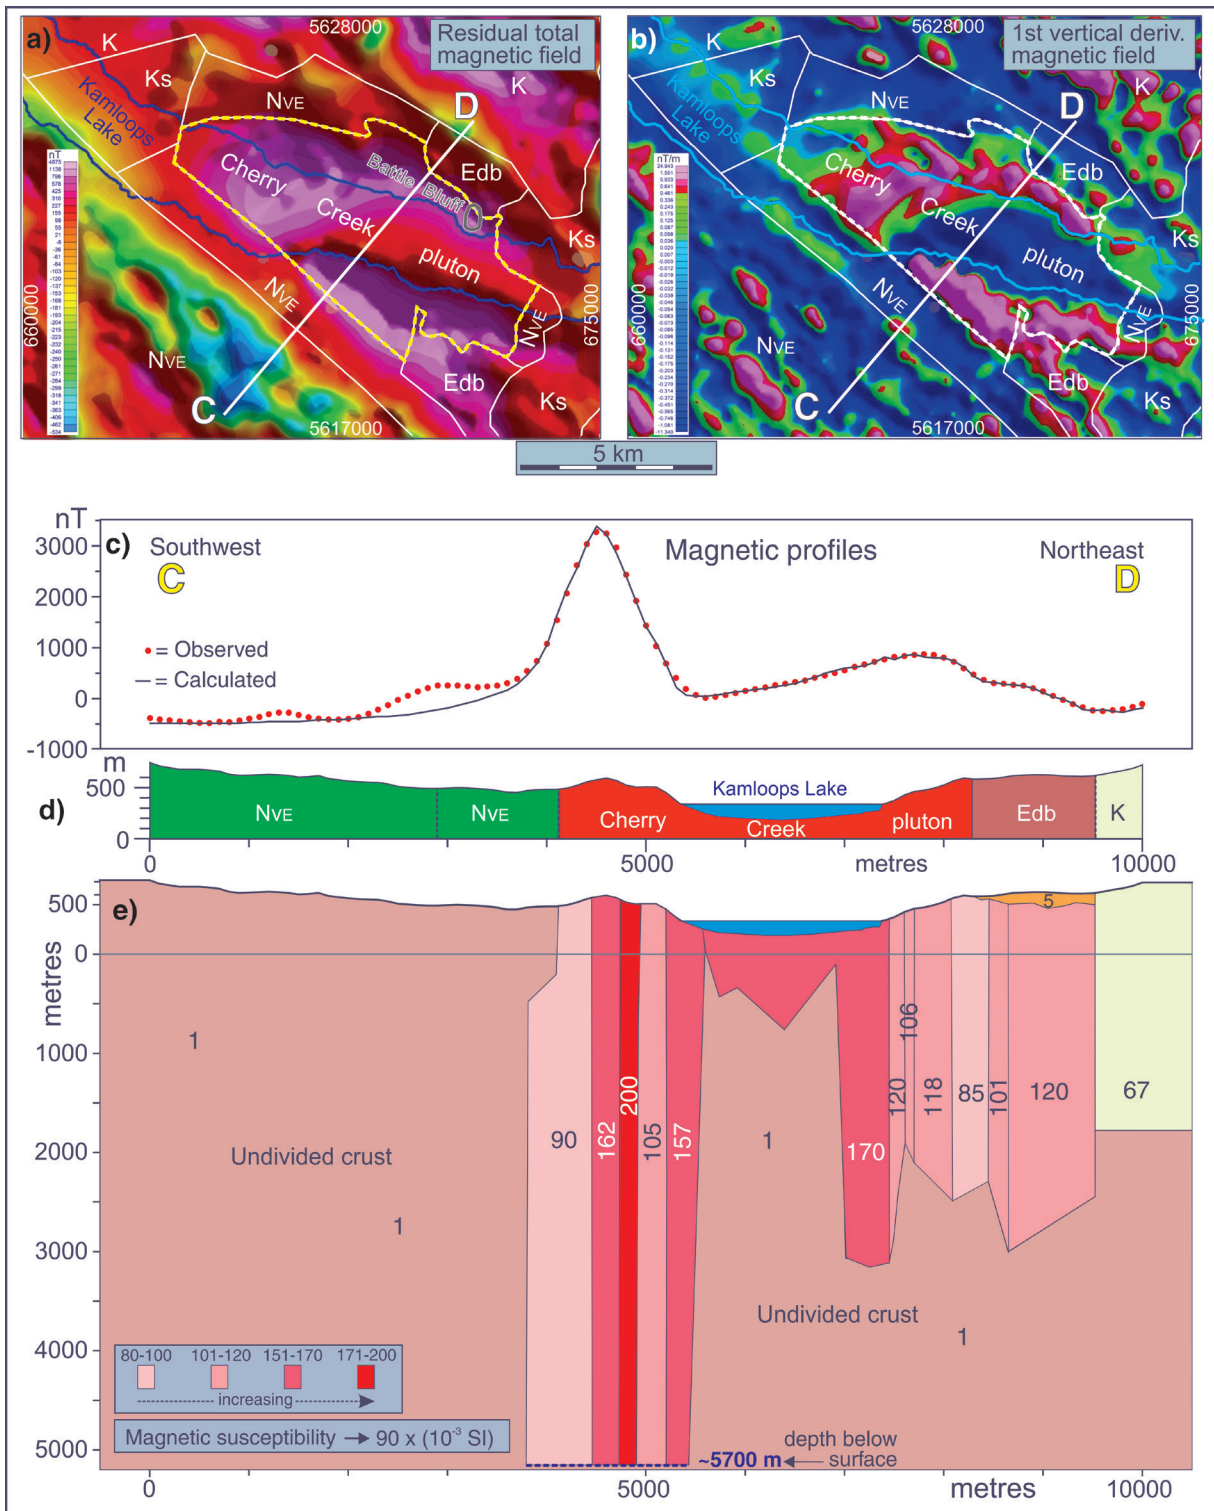 a)
Residual total
magnetic field
5628000
K
Ks
K
Kamloops
Lake
NVE
D
Edb
Cherry
Creek
pluton
Battle Bluff
Ks
NVE
NVE
NVE
C
Edb
Ks
660000
675000
5617000
nT
b)
1st vertical deriv.
magnetic field
5628000
K
Ks
K
Kamloops
Lake
NVE
D
Edb
Cherry
Creek
pluton
Ks
NVE
NVE
NVE
C
Edb
Ks
660000
675000
5617000
nT/m
5 km
nT
c)
Southwest
C
Magnetic profiles
Northeast
D
3000
2000
1000
0
-1000
= Observed
= Calculated
m
500
0
d)
NVE
NVE
Cherry
Kamloops Lake
Creek
pluton
Edb
K
0
5000
metres
10000
e)
500
0
1000
2000
3000
4000
5000
metres
5
1
106
120
118
85
101
120
67
200
90
162
105
157
1
170
Undivided crust
1
Undivided crust
1
80-100 101-120 151-170 171-200
increasing
Magnetic susceptibility → 90 x (10-3 SI)
~5700 m
depth below
surface
0
5000
metres
10000